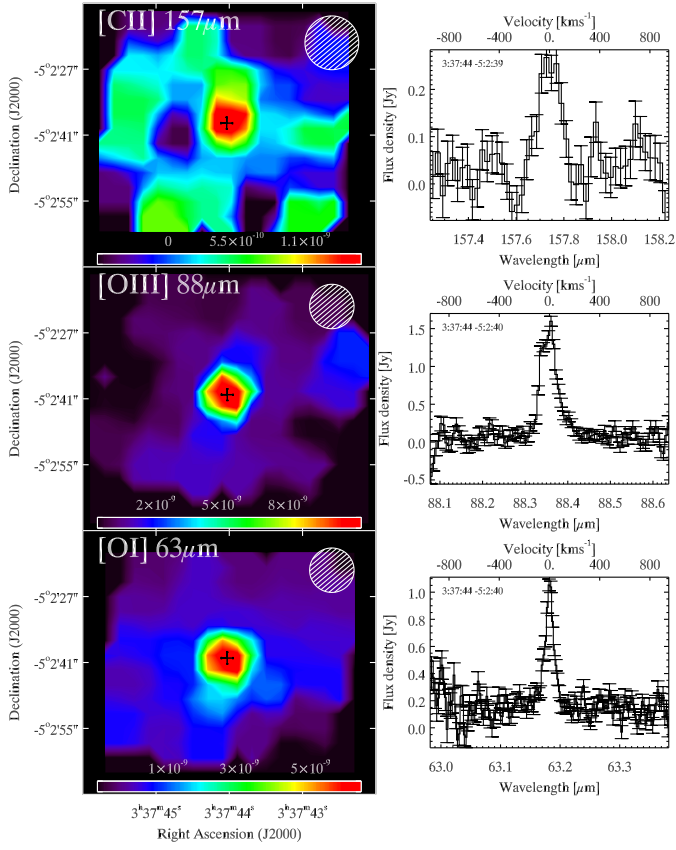 [CII] 157μm
Declination (J2000)
-5°2'27"
-5°2'41"
-5°2'55"
0 5.5×10⁻¹⁰ 1.1×10⁻⁹
Velocity [kms⁻¹]
-800 -400 0 400 800
3:37:44 -5:2:39
Flux density [Jy]
0.2
0.1
0.0
157.4 157.6 157.8 158.0 158.2
Wavelength [μm]
[OIII] 88μm
Declination (J2000)
-5°2'27"
-5°2'41"
-5°2'55"
2×10⁻⁹ 5×10⁻⁹ 8×10⁻⁹
Velocity [kms⁻¹]
-800 -400 0 400 800
3:37:44 -5:2:40
Flux density [Jy]
1.5
1.0
0.5
0.0
-0.5
88.1 88.2 88.3 88.4 88.5 88.6
Wavelength [μm]
[OI] 63μm
Declination (J2000)
-5°2'27"
-5°2'41"
-5°2'55"
1×10⁻⁹ 3×10⁻⁹ 5×10⁻⁹
3ʰ37ᵐ45ˢ 3ʰ37ᵐ44ˢ 3ʰ37ᵐ43ˢ
Right Ascension (J2000)
Velocity [kms⁻¹]
-800 -400 0 400 800
3:37:44 -5:2:40
Flux density [Jy]
1.0
0.8
0.6
0.4
0.2
0.0
63.0 63.1 63.2 63.3
Wavelength [μm]